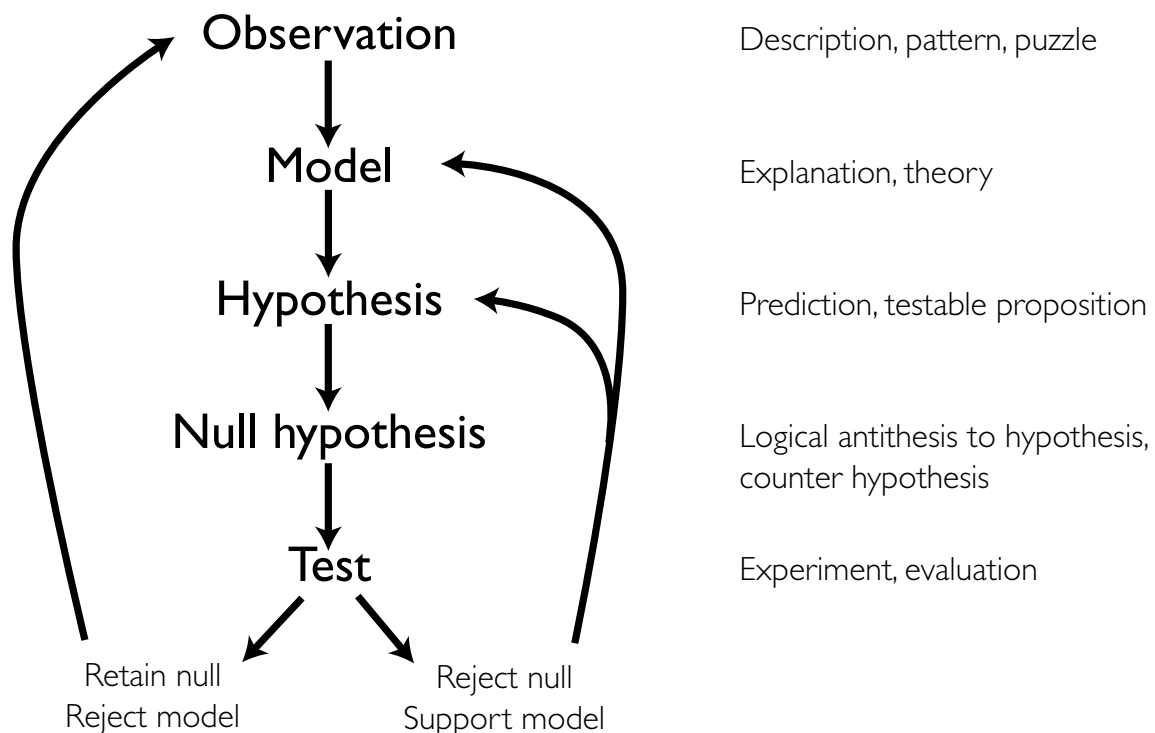 Observation
Description, pattern, puzzle
Model
Explanation, theory
Hypothesis
Prediction, testable proposition
Null hypothesis
Logical antithesis to hypothesis,
counter hypothesis
Test
Experiment, evaluation
Retain null
Reject model
Reject null
Support model